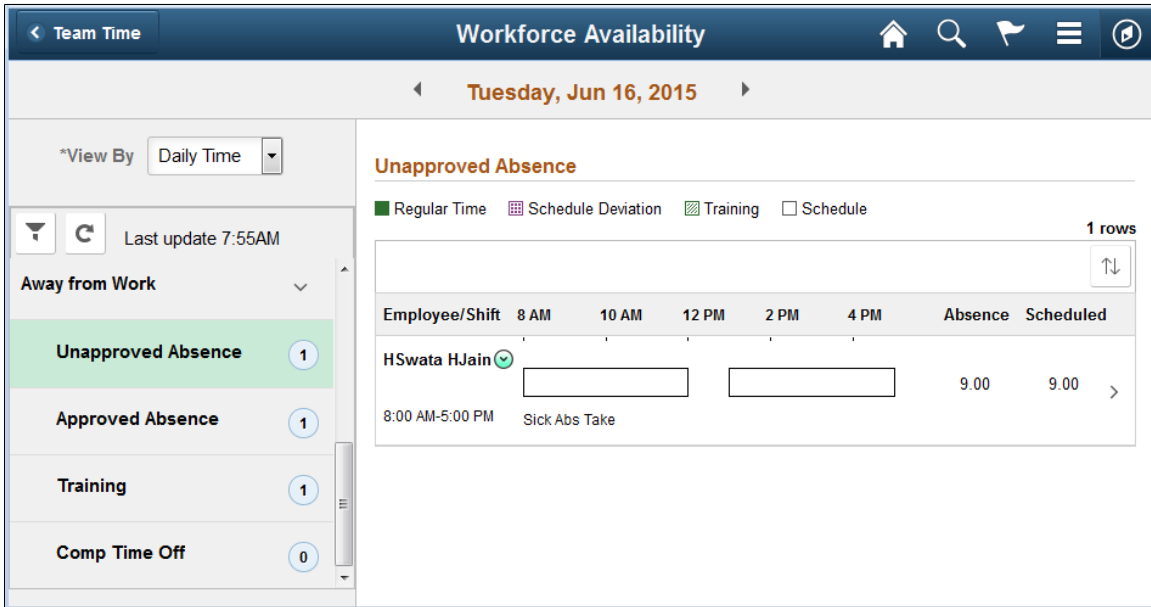 Team Time
Workforce Availability
Tuesday, Jun 16, 2015
*View By Daily Time
Last update 7:55AM
Away from Work
Unapproved Absence 1
Approved Absence 1
Training 1
Comp Time Off 0
Unapproved Absence
Regular Time Schedule Deviation Training Schedule
1 rows
Employee/Shift 8 AM 10 AM 12 PM 2 PM 4 PM Absence Scheduled
HSwata HJain 9.00 9.00
8:00 AM-5:00 PM Sick Abs Take